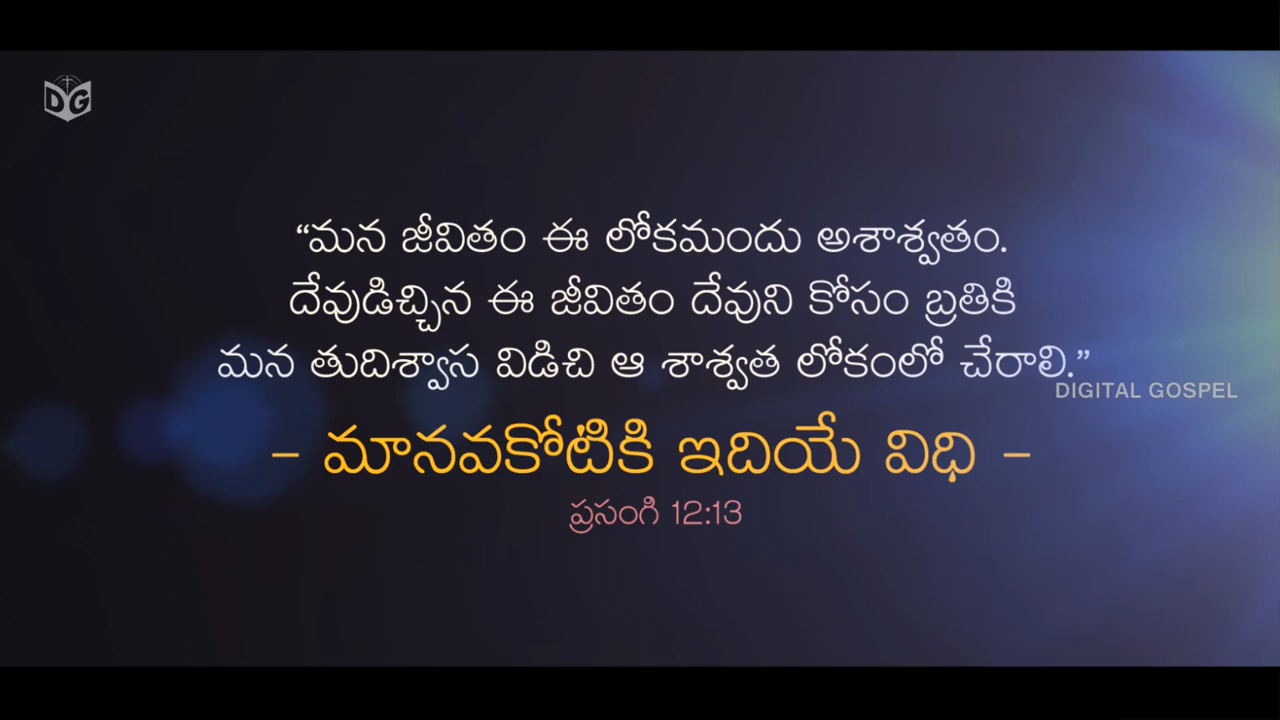 DG
“మన జీవితం ఈ లోకమందు అశాశ్వతం.
దేవుడిచ్చిన ఈ జీవితం దేవుని కోసం బ్రతికి
మన తుదిశ్వాస విడిచి ఆ శాశ్వత లోకంలో చేరాలి.”
DIGITAL GOSPEL
- మానవకోటికి ఇదియే విధి -
ప్రసంగి 12:13